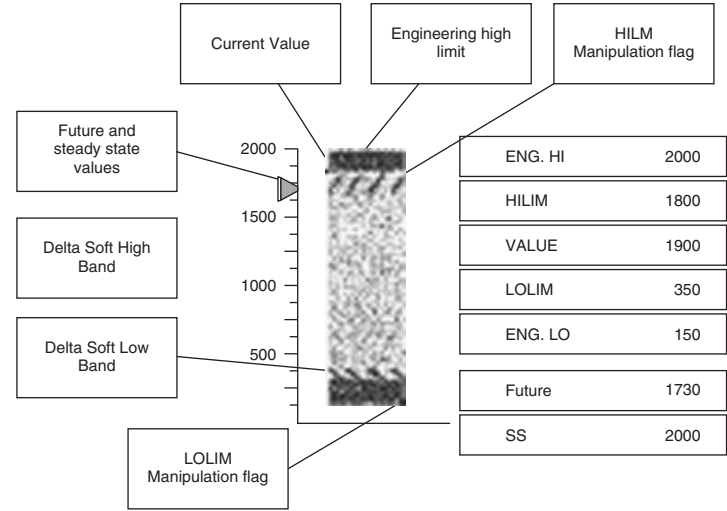 Current Value
Engineering high
limit
HILM
Manipulation flag
Future and
steady state
values
Delta Soft High
Band
Delta Soft Low
Band
LOLIM
Manipulation flag
2000
1500
1000
500
ENG. HI 2000
HILIM 1800
VALUE 1900
LOLIM 350
ENG. LO 150
Future 1730
SS 2000